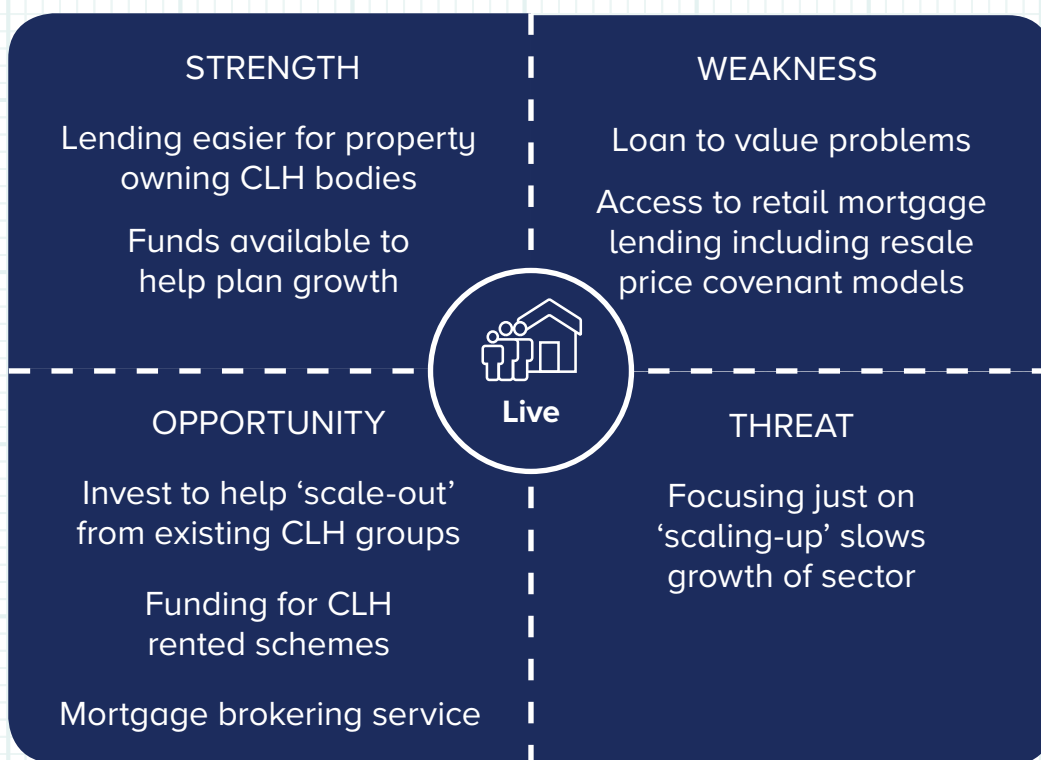 STRENGTH
Lending easier for property
owning CLH bodies
Funds available to
help plan growth
WEAKNESS
Loan to value problems
Access to retail mortgage
lending including resale
price covenant models
Live
OPPORTUNITY
Invest to help ‘scale-out’
from existing CLH groups
Funding for CLH
rented schemes
Mortgage brokering service
THREAT
Focusing just on
‘scaling-up’ slows
growth of sector